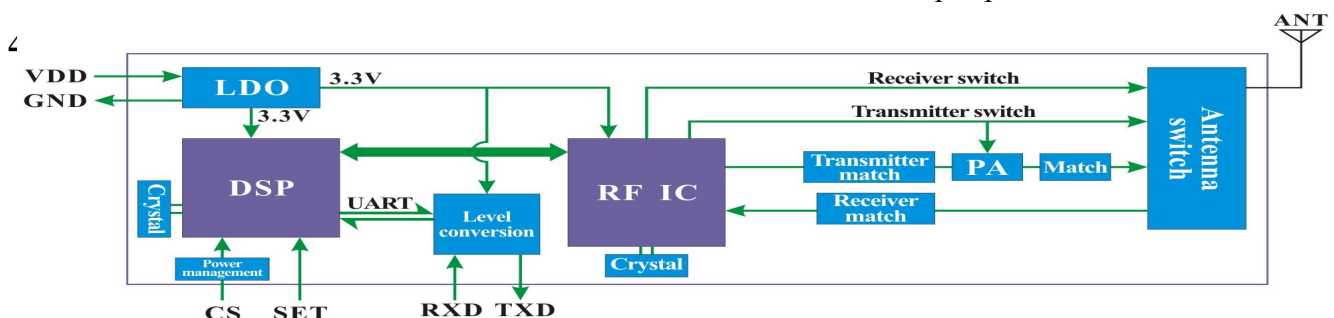 ANT
VDD
GND
LDO
3.3V
3.3V
Receiver switch
Transmitter switch
Antenna
switch
Transmitter
match
PA
Match
DSP
RF IC
Crystal
UART
Level
conversion
Receiver
match
Power
management
Crystal
CS
SET
RXD
TXD